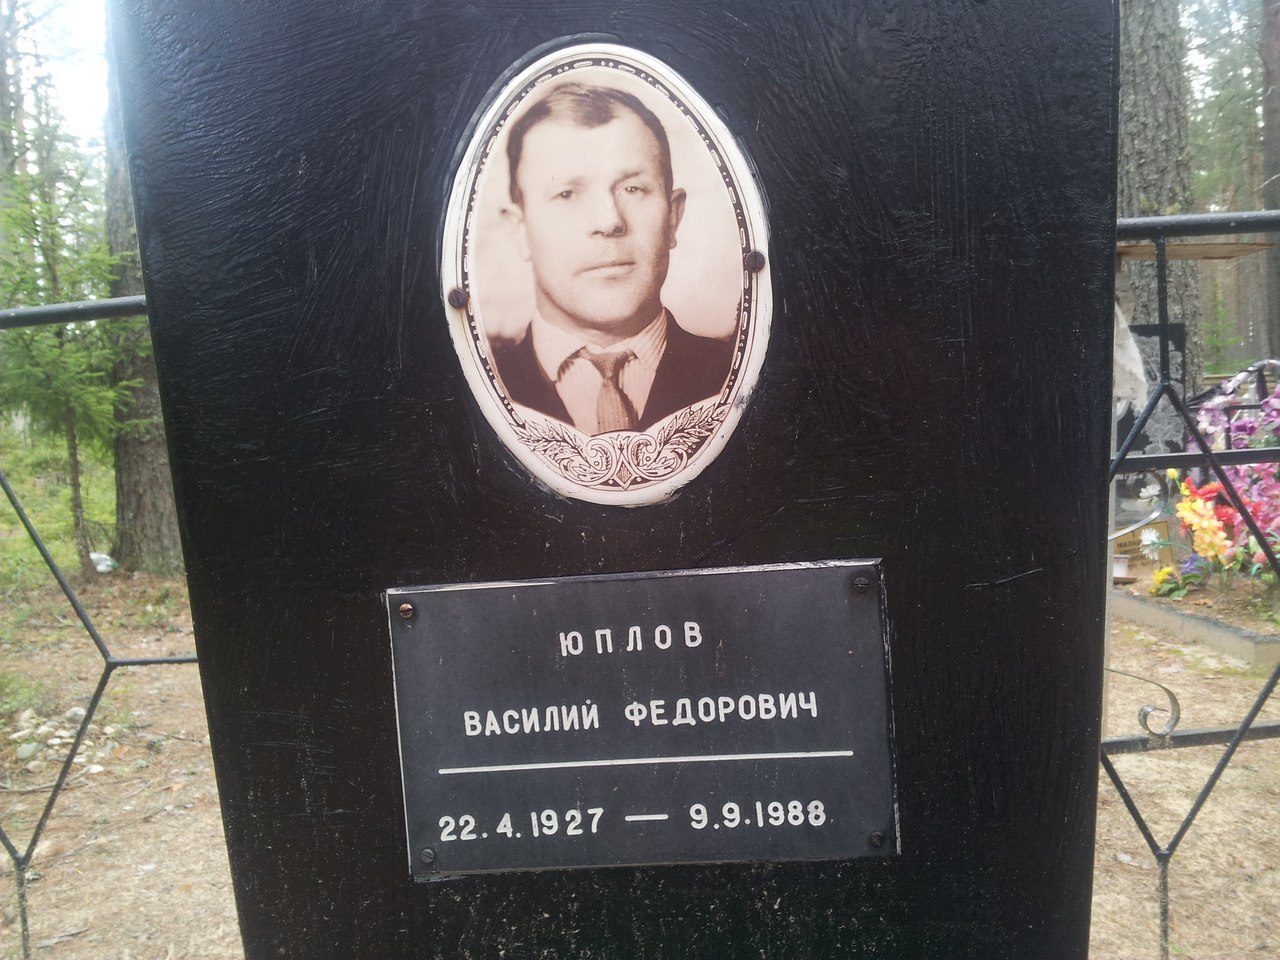 ЮПЛОВ
ВАСИЛИЙ ФЕДОРОВИЧ
22.4.1927 — 9.9.1988